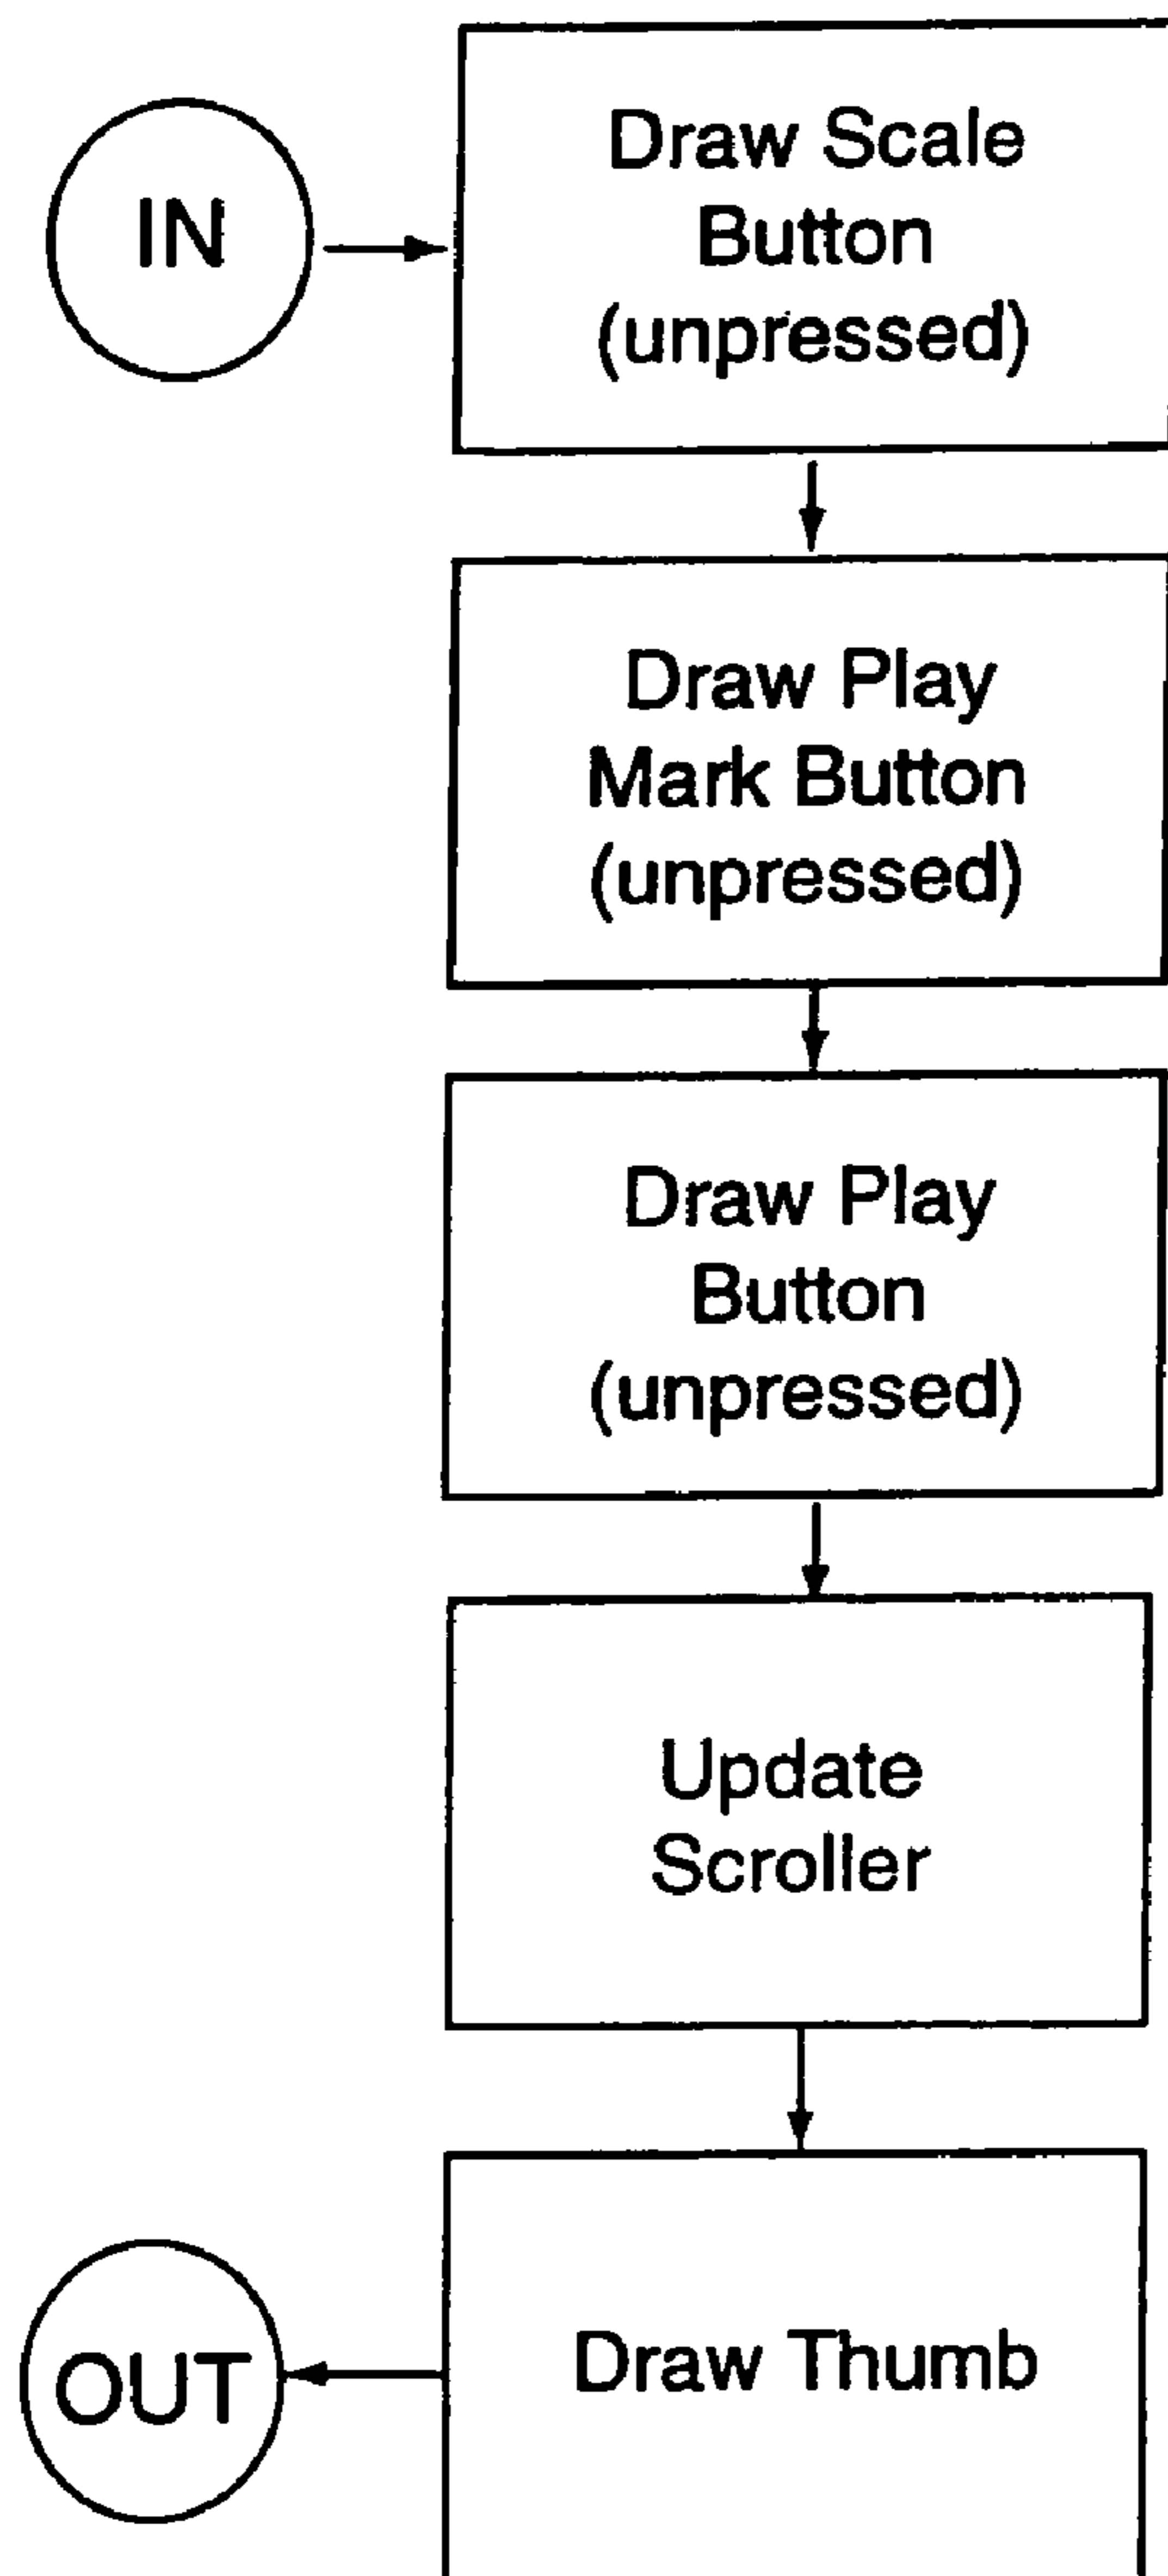 IN
Draw Scale
Button
(unpressed)
Draw Play
Mark Button
(unpressed)
Draw Play
Button
(unpressed)
Update
Scroller
Draw Thumb
OUT